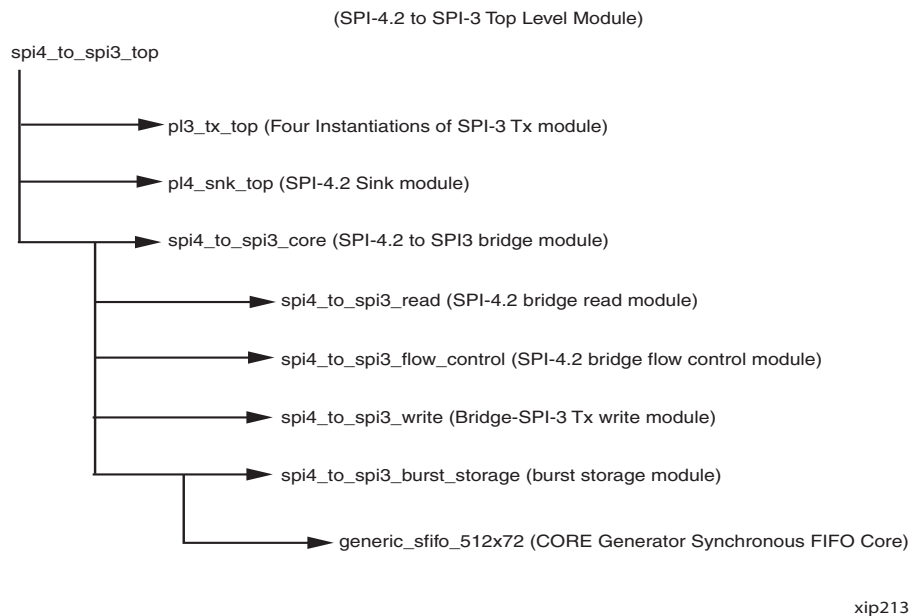 (SPI-4.2 to SPI-3 Top Level Module)
spi4_to_spi3_top
pl3_tx_top (Four Instantiations of SPI-3 Tx module)
pl4_snk_top (SPI-4.2 Sink module)
spi4_to_spi3_core (SPI-4.2 to SPI3 bridge module)
spi4_to_spi3_read (SPI-4.2 bridge read module)
spi4_to_spi3_flow_control (SPI-4.2 bridge flow control module)
spi4_to_spi3_write (Bridge-SPI-3 Tx write module)
spi4_to_spi3_burst_storage (burst storage module)
generic_sfifo_512x72 (CORE Generator Synchronous FIFO Core)
xip213